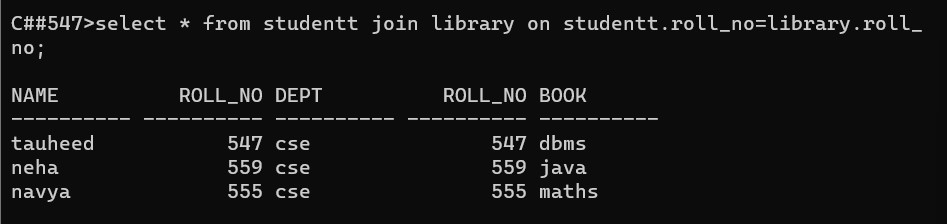 C##547>select * from studentt join library on studentt.roll_no=library.roll_
no;
NAME          ROLL_NO DEPT          ROLL_NO BOOK
---------- ---------- ---------- ---------- ----------
tauheed           547 cse               547 dbms
neha              559 cse               559 java
navya             555 cse               555 maths